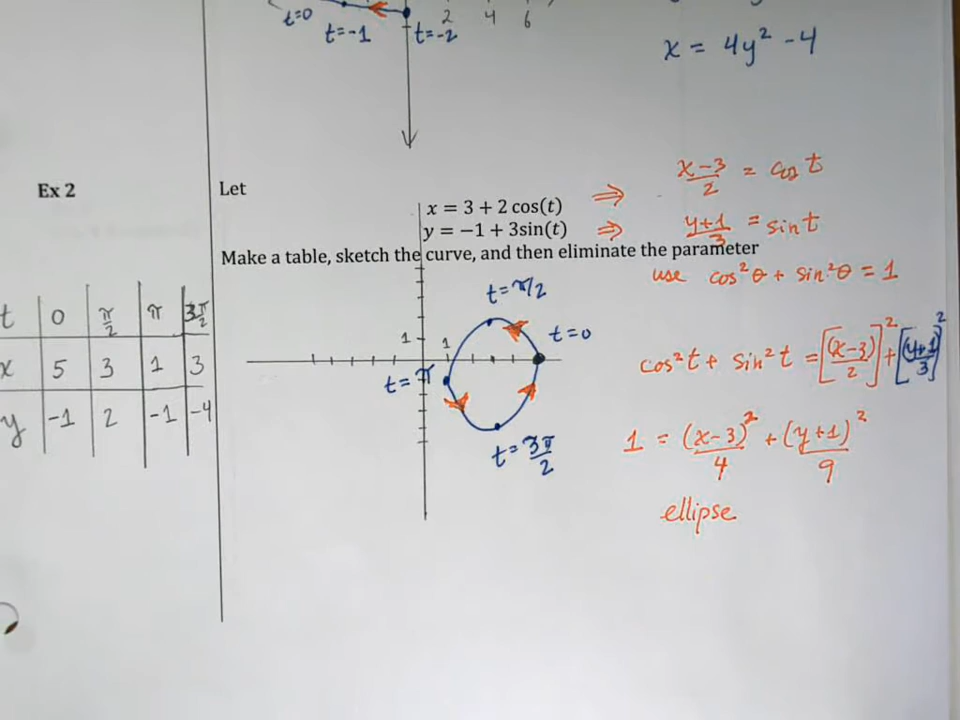 t=0
t=-1
t=-2
2 4 6
x = 4y² - 4
Ex 2
Let
x = 3 + 2 cos(t) ⇒ (x-3)/2 = cos t
y = −1 + 3sin(t) ⇒ (y+1)/3 = sin t
Make a table, sketch the curve, and then eliminate the parameter
use cos²θ + sin²θ = 1
t 0 π/2 π 3π/2
x 5 3 1 3
y -1 2 -1 -4
t=π/2
t=0
1 1
t=π
t=3π/2
cos²t + sin²t = [(x-3)/2]² + [(y+1)/3]²
1 = (x-3)²/4 + (y+1)²/9
ellipse